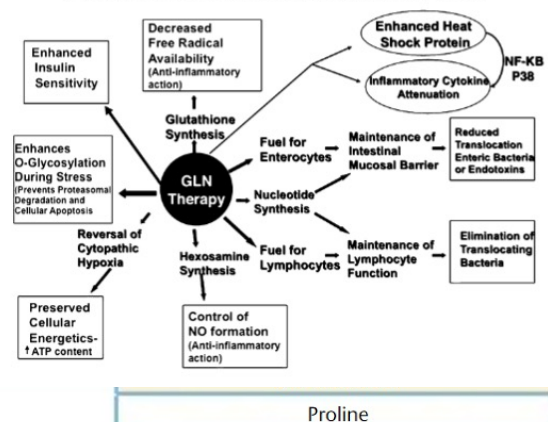 Decreased
Free Radical
Availability
(Anti-inflammatory
action)
Enhanced
Insulin
Sensitivity
Enhanced Heat
Shock Protein
NF-KB
P38
Inflammatory Cytokine
Attenuation
Glutathione
Synthesis
Enhances
O-Glycosylation
During Stress
(Prevents Proteasomal
Degradation and
Cellular Apoptosis
GLN
Therapy
Fuel for
Enterocytes
Maintenance of
Intestinal
Mucosal Barrier
Reduced
Translocation
Enteric Bacteria
or Endotoxins
Nucleotide
Synthesis
Reversal of
Cytopathic
Hypoxia
Hexosamine
Synthesis
Fuel for
Lymphocytes
Maintenance of
Lymphocyte
Function
Elimination of
Translocating
Bacteria
Preserved
Cellular
Energetics-
↑ATP content
Control of
NO formation
(Anti-inflammatory
action)
Proline